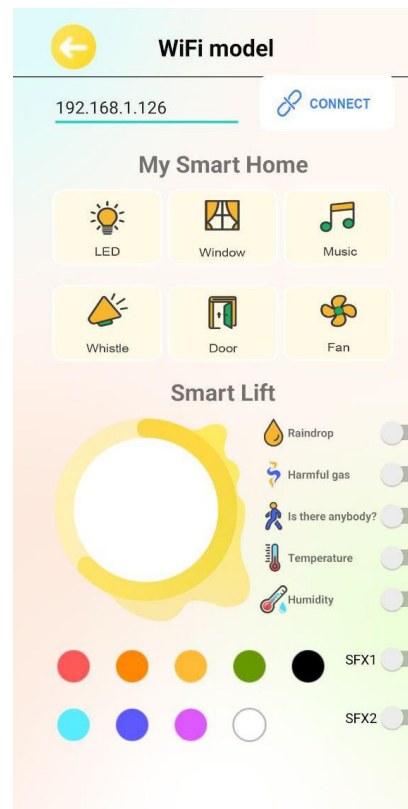 WiFi model
192.168.1.126
CONNECT
My Smart Home
LED Window Music
Whistle Door Fan
Smart Lift
Raindrop
Harmful gas
Is there anybody?
Temperature
Humidity
SFX1
SFX2